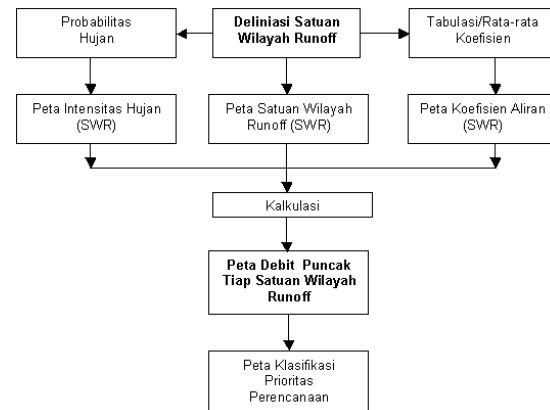 Probabilitas
Hujan
Deliniasi Satuan
Wilayah Runoff
Tabulasi/Rata-rata
Koefisien
Peta Intensitas Hujan
(SWR)
Peta Satuan Wilayah
Runoff (SWR)
Peta Koefisien Aliran
(SWR)
Kalkulasi
Peta Debit Puncak
Tiap Satuan Wilayah
Runoff
Peta Klasifikasi
Prioritas
Perencanaan